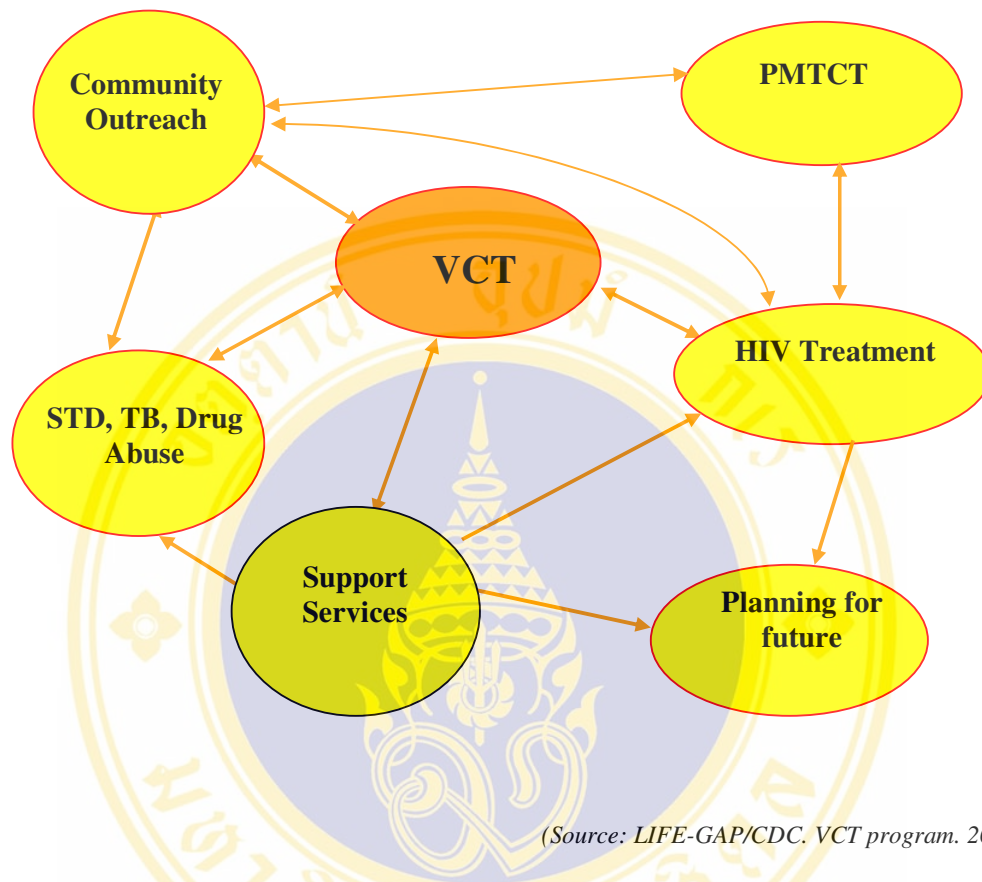 Community
Outreach
PMTCT
VCT
HIV Treatment
STD, TB, Drug
Abuse
Support
Services
Planning for
future
(Source: LIFE-GAP/CDC. VCT program.